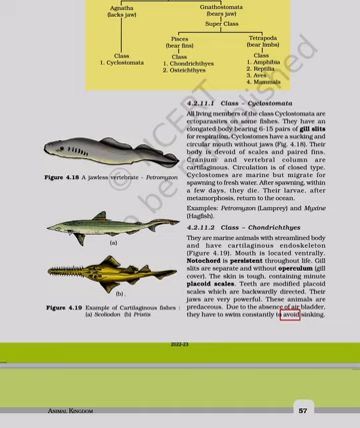 Agnatha
(lacks jaw)
Gnathostomata
(bears jaw)
Super Class
Pisces
(bear fins)
Tetrapoda
(bear limbs)
Class
1. Cyclostomata
Class
1. Chondrichthyes
2. Osteichthyes
Class
1. Amphibia
2. Reptilia
3. Aves
4. Mammals
4.2.11.1 Class – Cyclostomata
All living members of the class Cyclostomata are
ectoparasites on some fishes. They have an
elongated body bearing 6-15 pairs of gill slits
for respiration. Cyclostomes have a sucking and
circular mouth without jaws (Fig. 4.18). Their
body is devoid of scales and paired fins.
Cranium and vertebral column are
cartilaginous. Circulation is of closed type.
Cyclostomes are marine but migrate for
spawning to fresh water. After spawning, within
a few days, they die. Their larvae, after
metamorphosis, return to the ocean.
Examples: Petromyzon (Lamprey) and Myxine
(Hagfish).
Figure 4.18 A jawless vertebrate - Petromyzon
4.2.11.2 Class – Chondrichthyes
They are marine animals with streamlined body
and have cartilaginous endoskeleton
(Figure 4.19). Mouth is located ventrally.
Notochord is persistent throughout life. Gill
slits are separate and without operculum (gill
cover). The skin is tough, containing minute
placoid scales. Teeth are modified placoid
scales which are backwardly directed. Their
jaws are very powerful. These animals are
predaceous. Due to the absence of air bladder,
they have to swim constantly to avoid sinking.
(a)
(b)
Figure 4.19 Example of Cartilaginous fishes :
(a) Scoliodon (b) Pristis
2022-23
ANIMAL KINGDOM
57